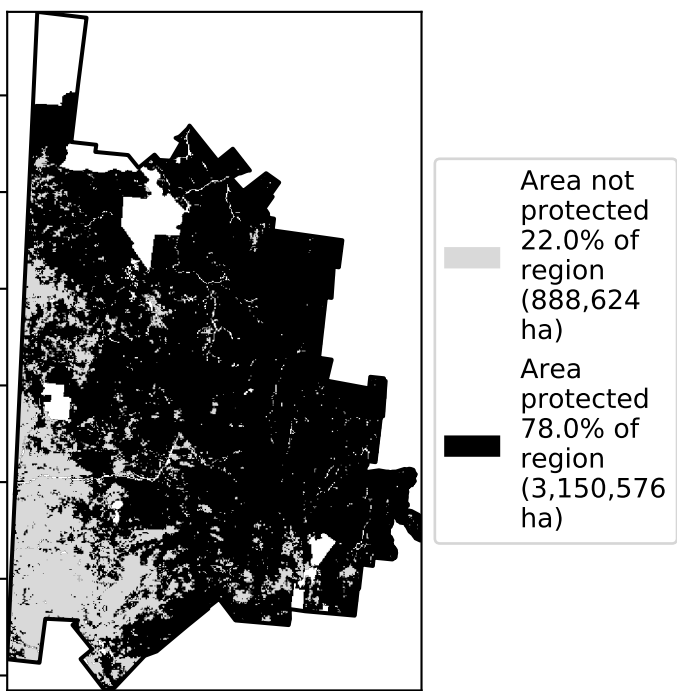 Area not
protected
22.0% of
region
(888,624
ha)
Area
protected
78.0% of
region
(3,150,576
ha)